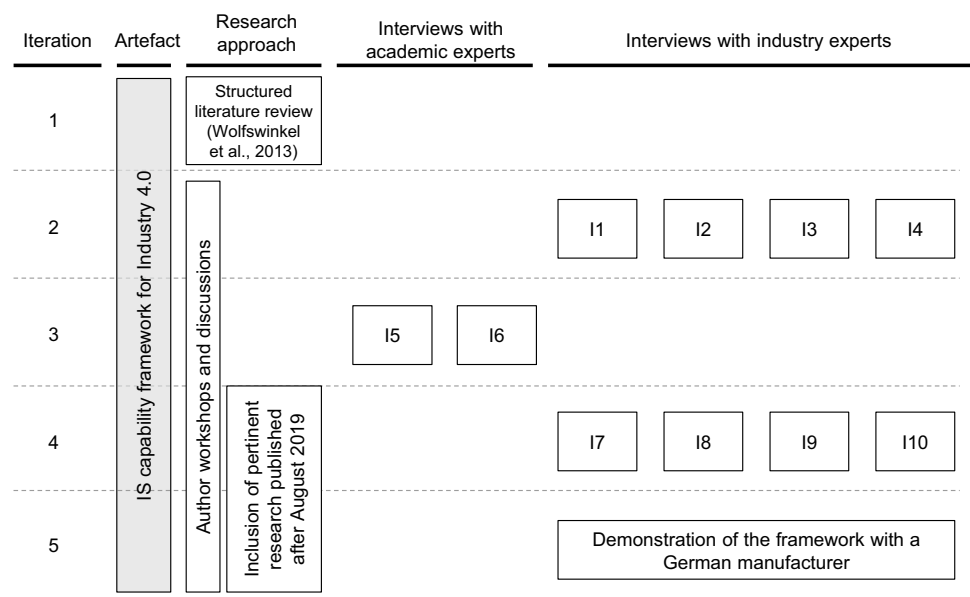 Iteration
Artefact
Research
approach
Interviews with
academic experts
Interviews with industry experts
1
Structured
literature review
(Wolfswinkel
et al., 2013)
IS capability framework for Industry 4.0
Author workshops and discussions
2
I1
I2
I3
I4
3
I5
I6
Inclusion of pertinent
research published
after August 2019
4
I7
I8
I9
I10
5
Demonstration of the framework with a
German manufacturer